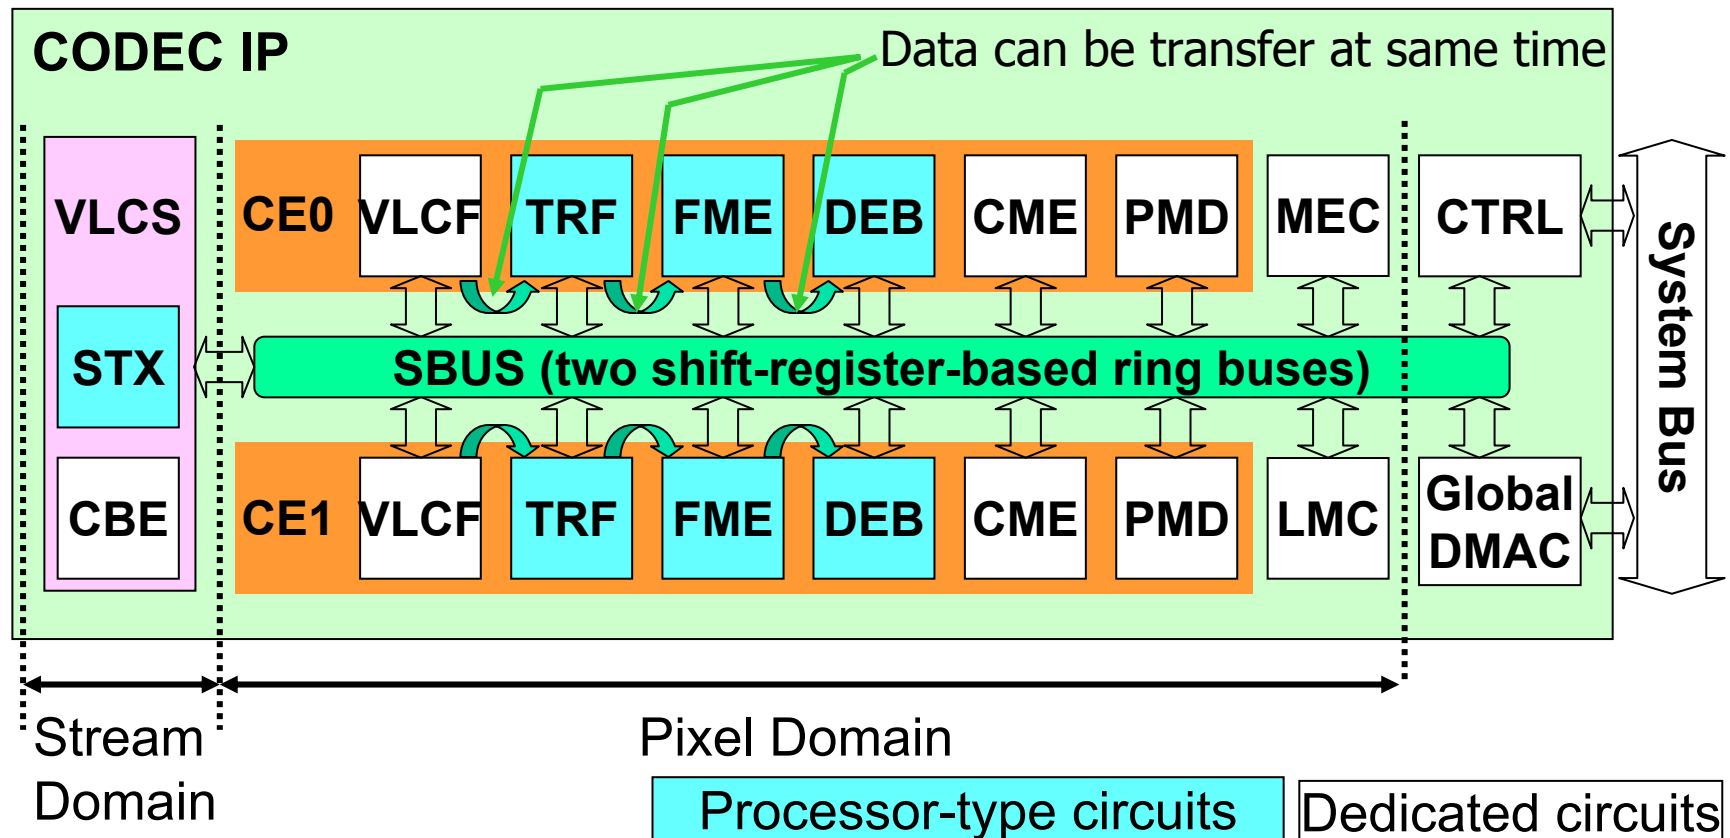 CODEC IP
Data can be transfer at same time
VLCS
CE0
VLCF
TRF
FME
DEB
CME
PMD
MEC
CTRL
System Bus
STX
SBUS (two shift-register-based ring buses)
CBE
CE1
VLCF
TRF
FME
DEB
CME
PMD
LMC
Global
DMAC
Stream
Domain
Pixel Domain
Processor-type circuits
Dedicated circuits